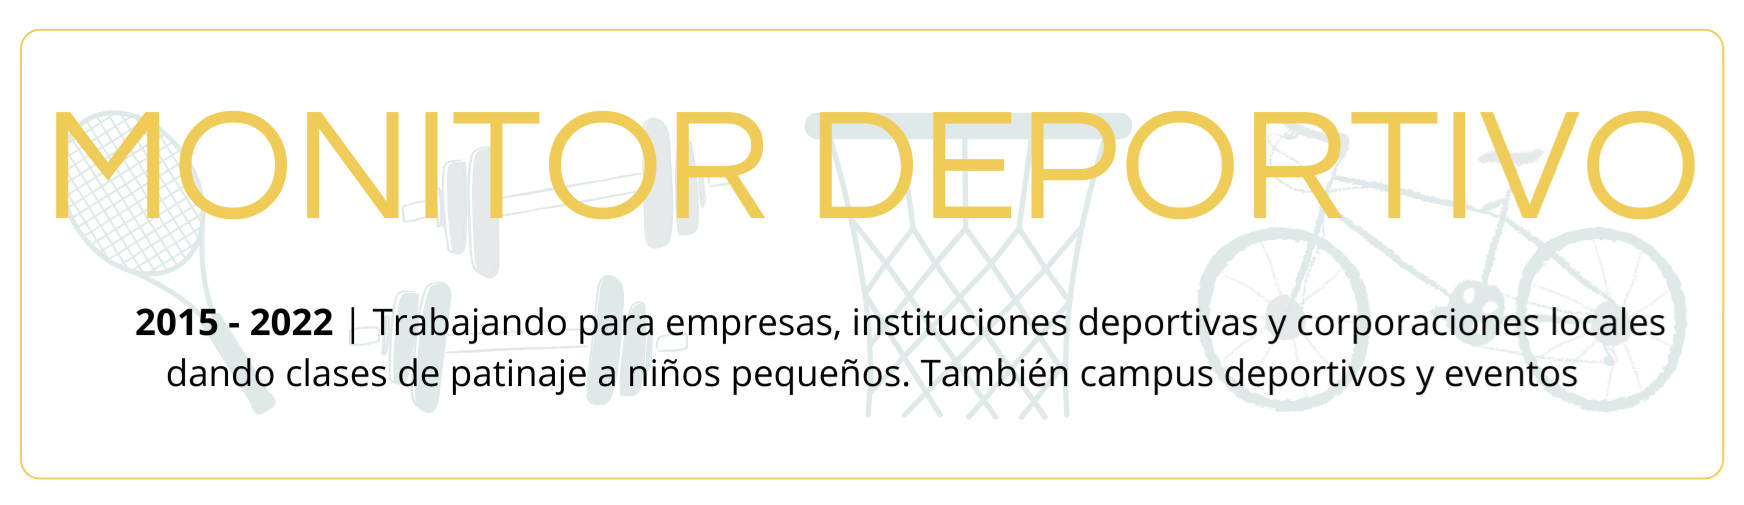 MONITOR DEPORTIVO
2015 - 2022 | Trabajando para empresas, instituciones deportivas y corporaciones locales
dando clases de patinaje a niños pequeños. También campus deportivos y eventos